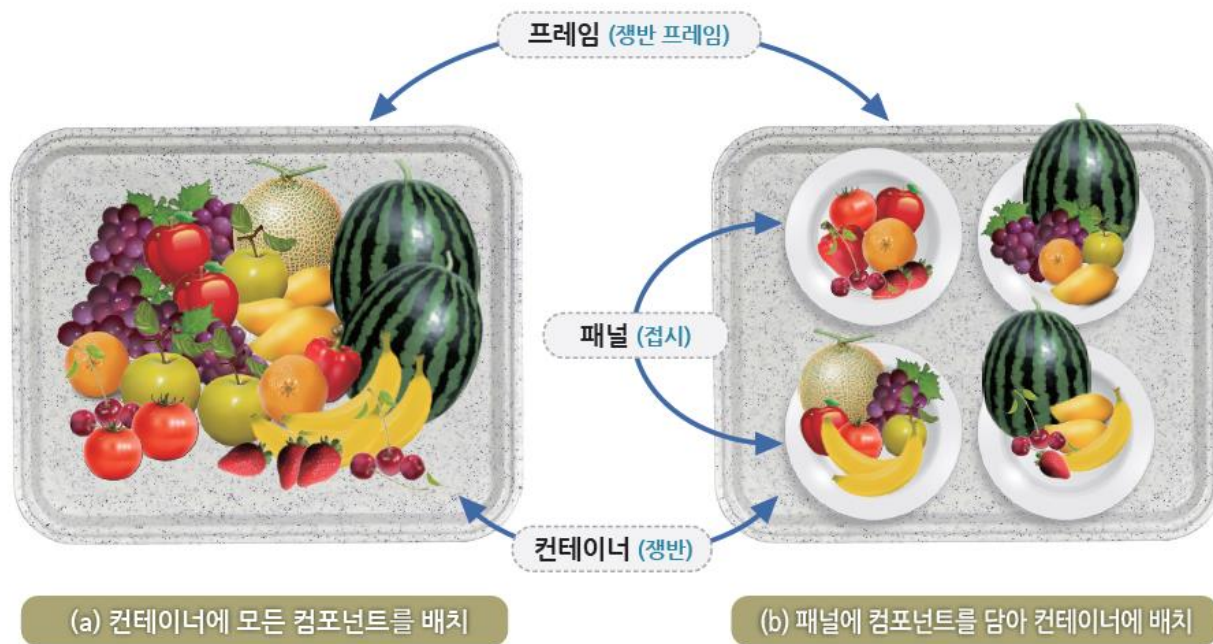 프레임 (쟁반 프레임)
패널 (접시)
컨테이너 (쟁반)
(a) 컨테이너에 모든 컴포넌트를 배치
(b) 패널에 컴포넌트를 담아 컨테이너에 배치